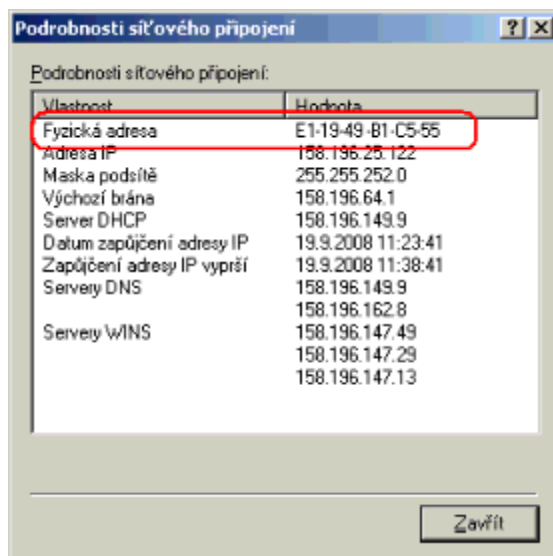 Podrobnosti síťového připojení
Podrobnosti síťového připojení:
Vlastnost Hodnota
Fyzická adresa E1-19-49-B1-C5-55
Adresa IP 158.196.25.122
Maska podsítě 255.255.252.0
Výchozí brána 158.196.64.1
Server DHCP 158.196.149.9
Datum zapůjčení adresy IP 19.9.2008 11:23:41
Zapůjčení adresy IP vyprší 19.9.2008 11:38:41
Servery DNS 158.196.149.9
158.196.162.8
Servery WINS 158.196.147.49
158.196.147.29
158.196.147.13
Zavřít